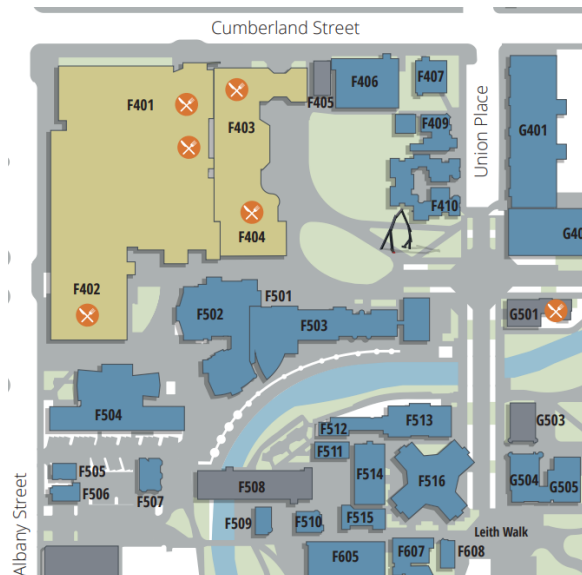 Cumberland Street
F401
F403
F405
F406
F407
F409
Union Place
G401
F410
F404
F402
F501
F502
F503
G501
F504
F512
F513
G503
F511
F505
F506
F507
F508
F514
F516
G504
G505
F509
F510
F515
Albany Street
Leith Walk
F605
F607
F608